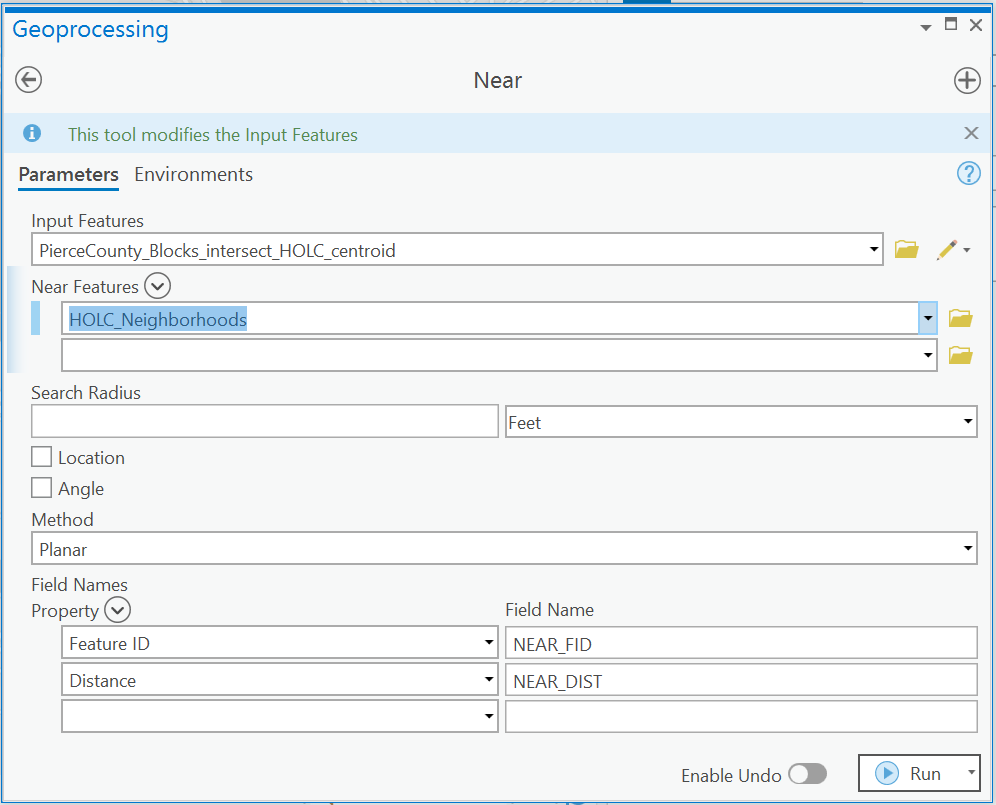 Geoprocessing
Near
This tool modifies the Input Features
Parameters Environments
?
Input Features
PierceCounty_Blocks_intersect_HOLC_centroid
Near Features
HOLC_Neighborhoods
Search Radius
Feet
Location
Angle
Method
Planar
Field Names
Property Field Name
Feature ID NEAR_FID
Distance NEAR_DIST
Enable Undo Run